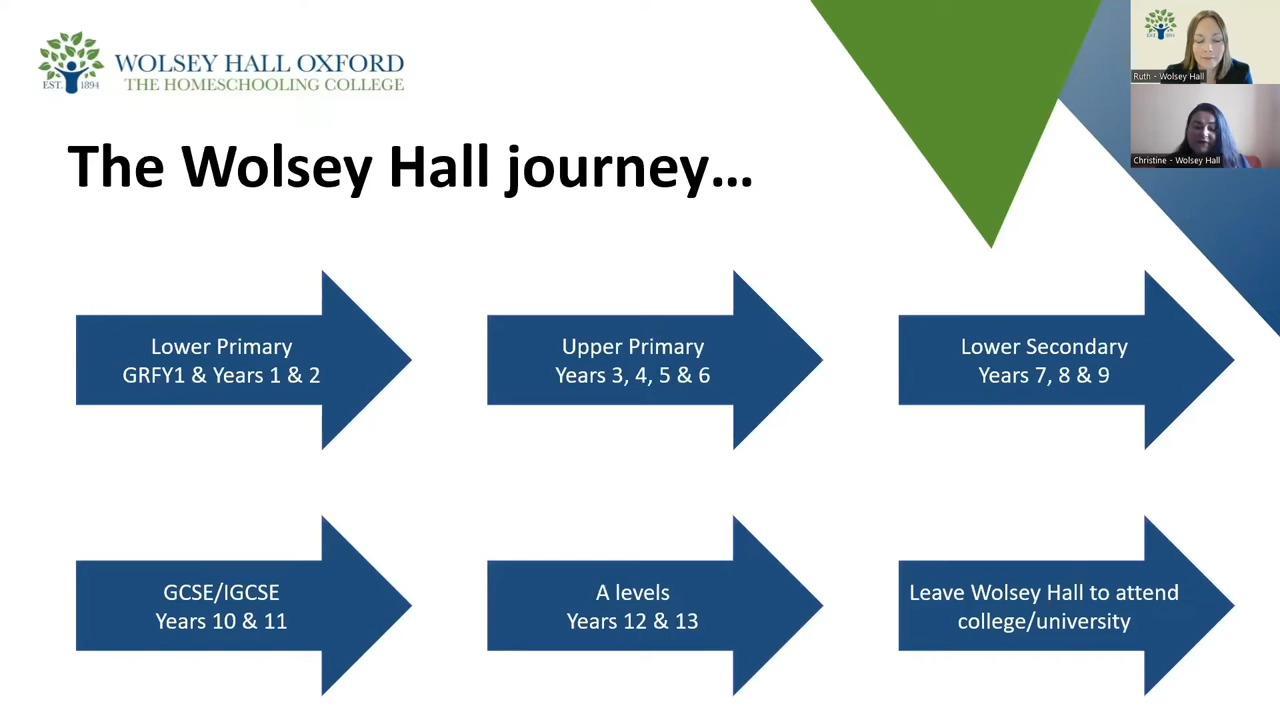 WOLSEY HALL OXFORD
EST. 1894
THE HOMESCHOOLING COLLEGE
Ruth - Wolsey Hall
Christine - Wolsey Hall
The Wolsey Hall journey…
Lower Primary
GRFY1 & Years 1 & 2
Upper Primary
Years 3, 4, 5 & 6
Lower Secondary
Years 7, 8 & 9
GCSE/IGCSE
Years 10 & 11
A levels
Years 12 & 13
Leave Wolsey Hall to attend
college/university